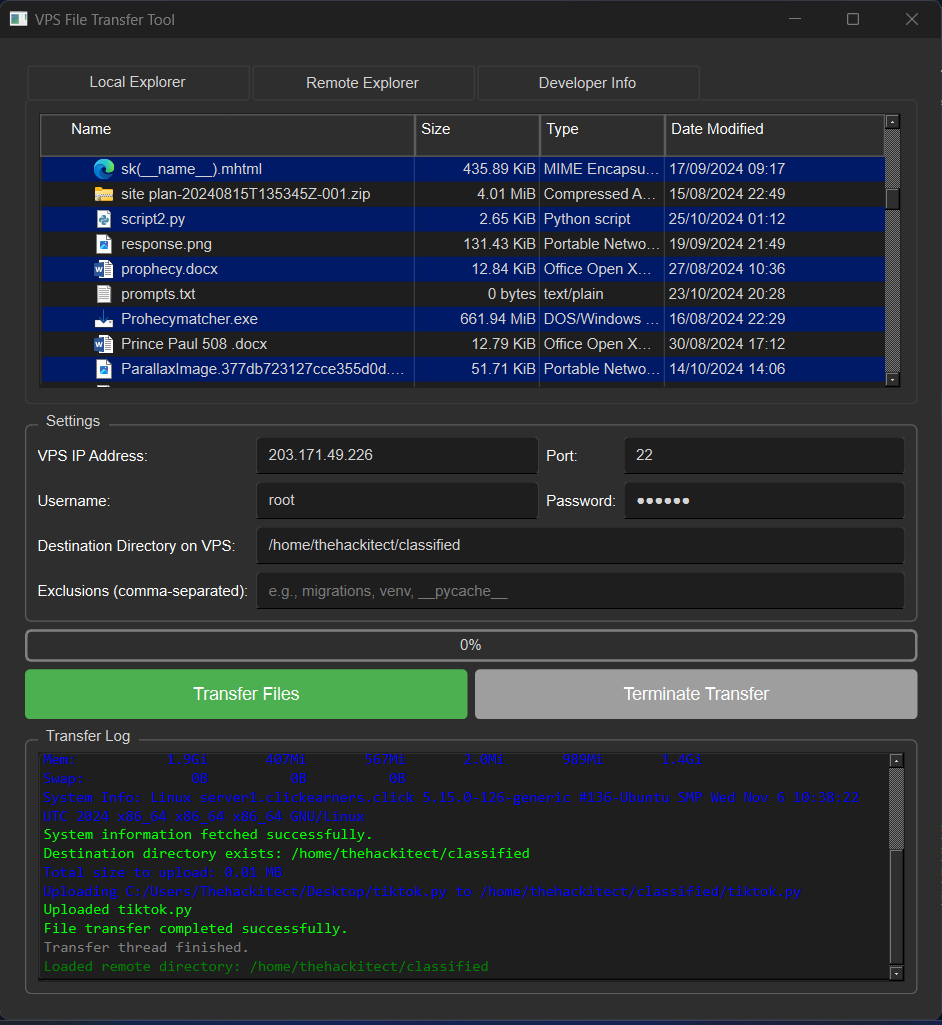 VPS File Transfer Tool
Local Explorer Remote Explorer Developer Info
Name Size Type Date Modified
sk(__name__).mhtml 435.89 KiB MIME Encapsu... 17/09/2024 09:17
site plan-20240815T135345Z-001.zip 4.01 MiB Compressed A... 15/08/2024 22:49
script2.py 2.65 KiB Python script 25/10/2024 01:12
response.png 131.43 KiB Portable Netwo... 19/09/2024 21:49
prophecy.docx 12.84 KiB Office Open X... 27/08/2024 10:36
prompts.txt 0 bytes text/plain 23/10/2024 20:28
Prohecymatcher.exe 661.94 MiB DOS/Windows ... 16/08/2024 22:29
Prince Paul 508 .docx 12.79 KiB Office Open X... 30/08/2024 17:12
ParallaxImage.377db723127cce355d0d.... 51.71 KiB Portable Netwo... 14/10/2024 14:06
Settings
VPS IP Address: 203.171.49.226 Port: 22
Username: root Password: ●●●●●●
Destination Directory on VPS: /home/thehackitect/classified
Exclusions (comma-separated): e.g., migrations, venv, __pycache__
0%
Transfer Files Terminate Transfer
Transfer Log
Mem: 1.9Gi 407Mi 567Mi 2.0Mi 989Mi 1.4Gi
Swap: 0B 0B 0B
System Info: Linux server1.clickearners.click 5.15.0-126-generic #136-Ubuntu SMP Wed Nov 6 10:38:22
UTC 2024 x86_64 x86_64 x86_64 GNU/Linux
System information fetched successfully.
Destination directory exists: /home/thehackitect/classified
Total size to upload: 0.01 MB
Uploading C:/Users/Thehackitect/Desktop/tiktok.py to /home/thehackitect/classified/tiktok.py
Uploaded tiktok.py
File transfer completed successfully.
Transfer thread finished.
Loaded remote directory: /home/thehackitect/classified